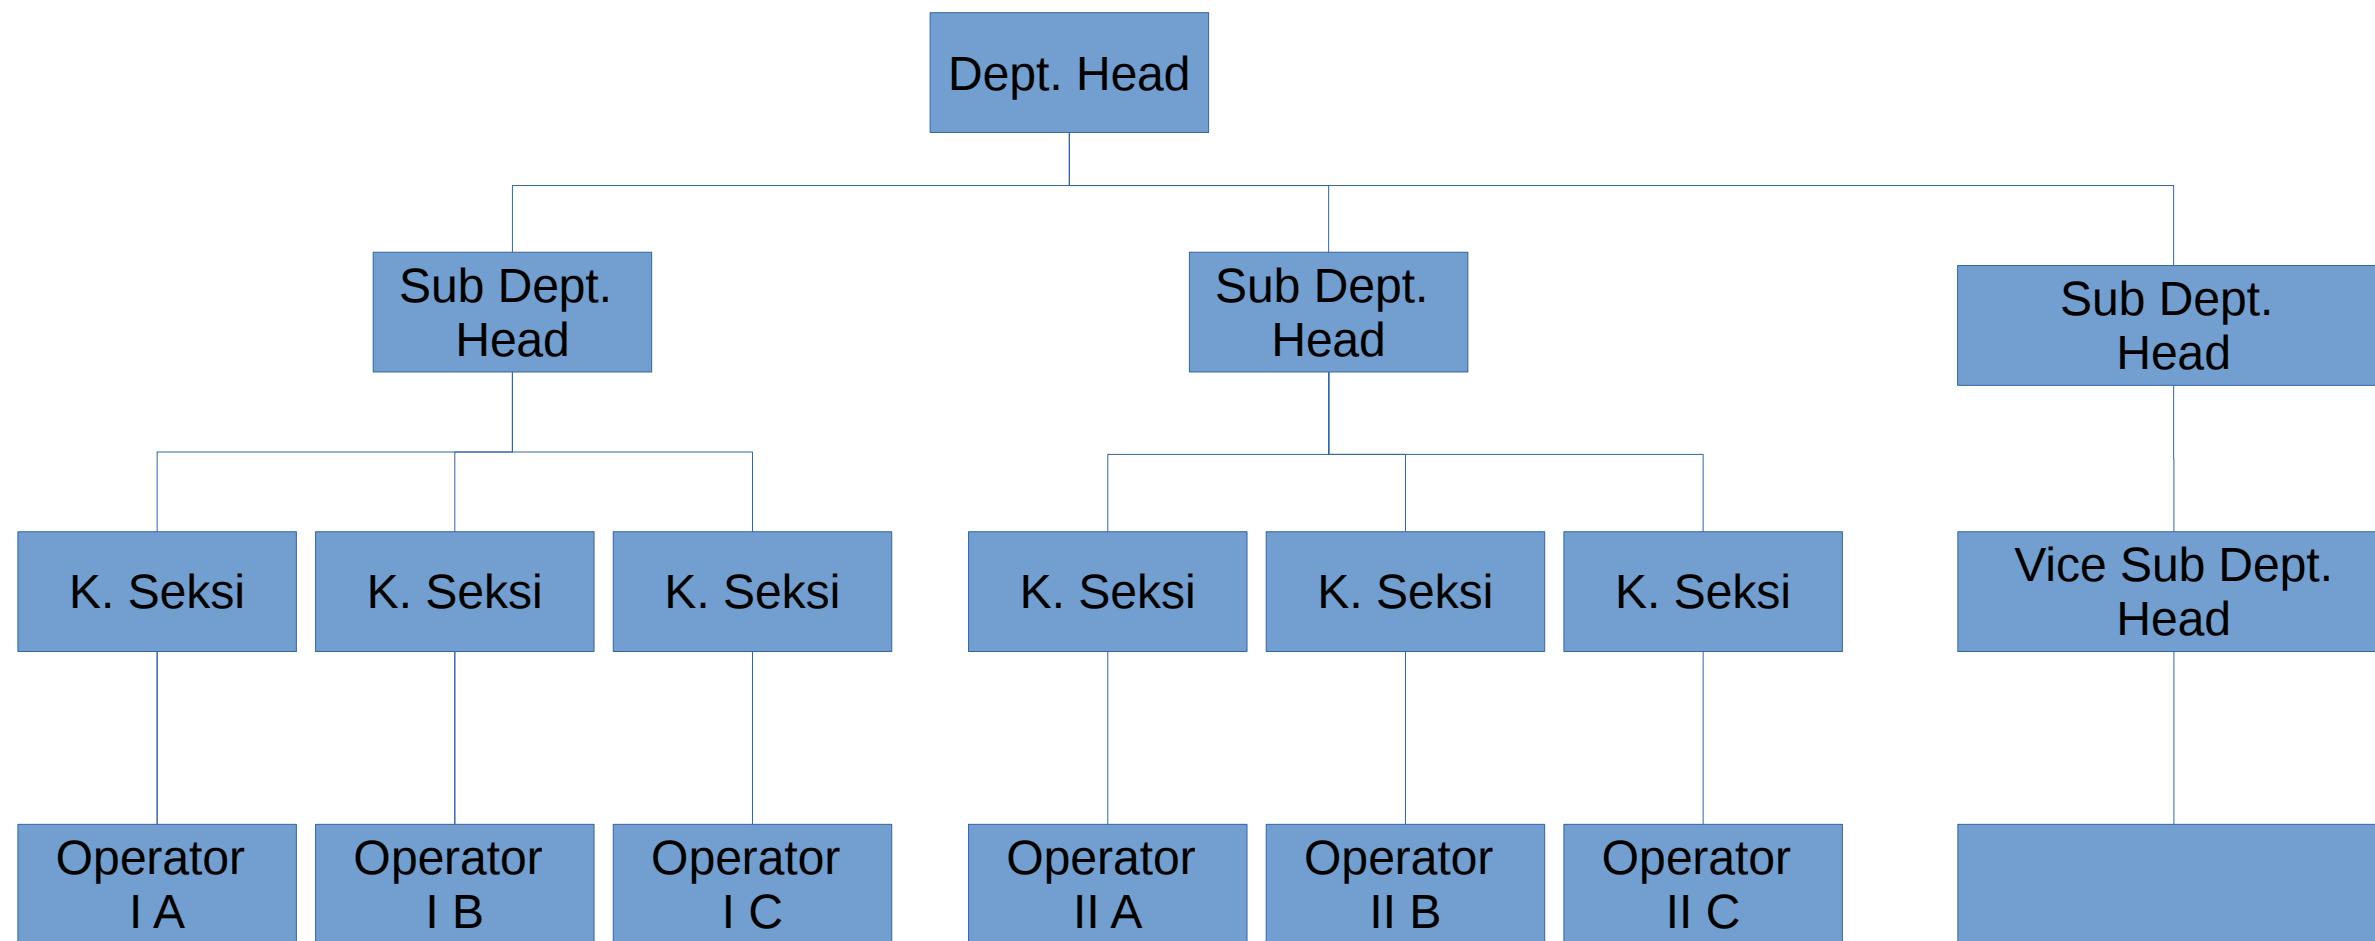 Dept. Head
Sub Dept.
Head
Sub Dept.
Head
Sub Dept.
Head
K. Seksi
K. Seksi
K. Seksi
K. Seksi
K. Seksi
K. Seksi
Vice Sub Dept.
Head
Operator
I A
Operator
I B
Operator
I C
Operator
II A
Operator
II B
Operator
II C